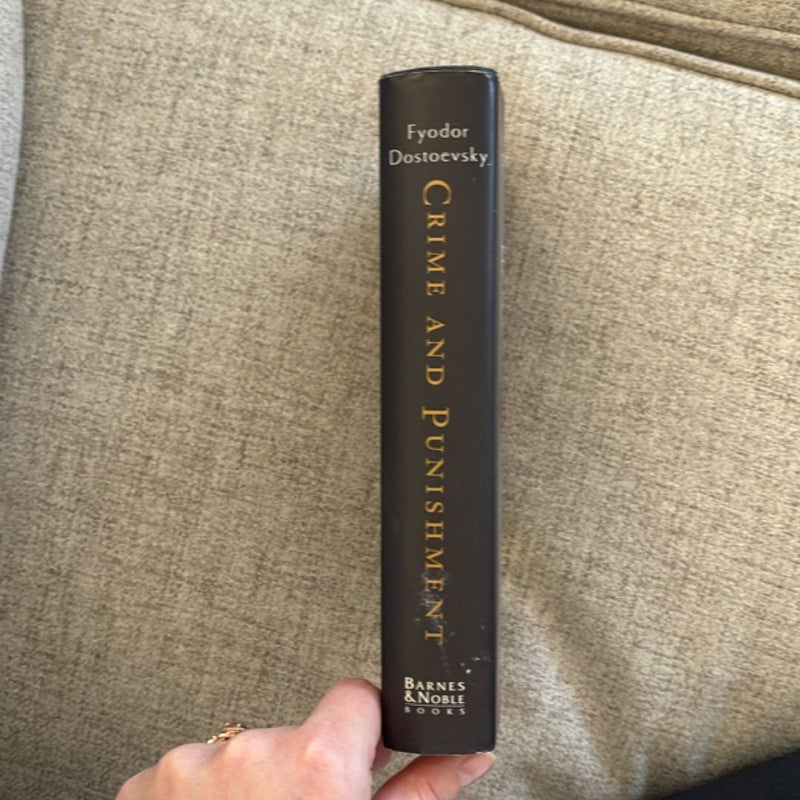 Fyodor
Dostoevsky
CRIME AND PUNISHMENT
BARNES
& NOBLE
BOOKS